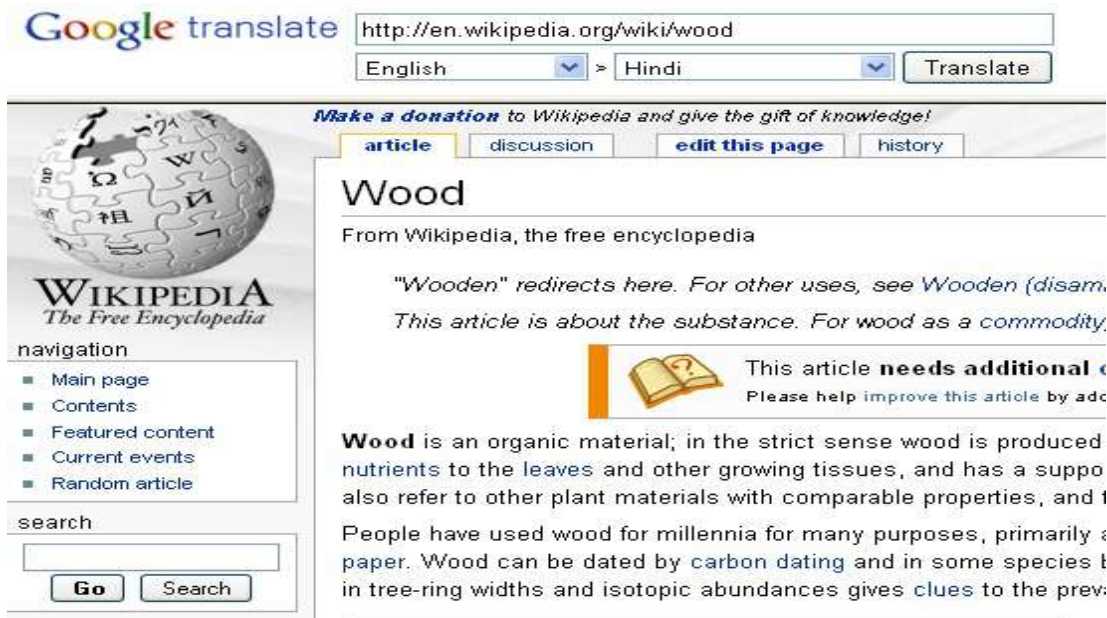 Google translate
http://en.wikipedia.org/wiki/wood
English > Hindi Translate
Make a donation to Wikipedia and give the gift of knowledge!
article discussion edit this page history
Wood
From Wikipedia, the free encyclopedia
"Wooden" redirects here. For other uses, see Wooden (disam
This article is about the substance. For wood as a commodity,
This article needs additional
Please help improve this article by add
Wood is an organic material; in the strict sense wood is produced
nutrients to the leaves and other growing tissues, and has a suppo
also refer to other plant materials with comparable properties, and
People have used wood for millennia for many purposes, primarily a
paper. Wood can be dated by carbon dating and in some species b
in tree-ring widths and isotopic abundances gives clues to the prev
WIKIPEDIA
The Free Encyclopedia
navigation
Main page
Contents
Featured content
Current events
Random article
search
Go Search